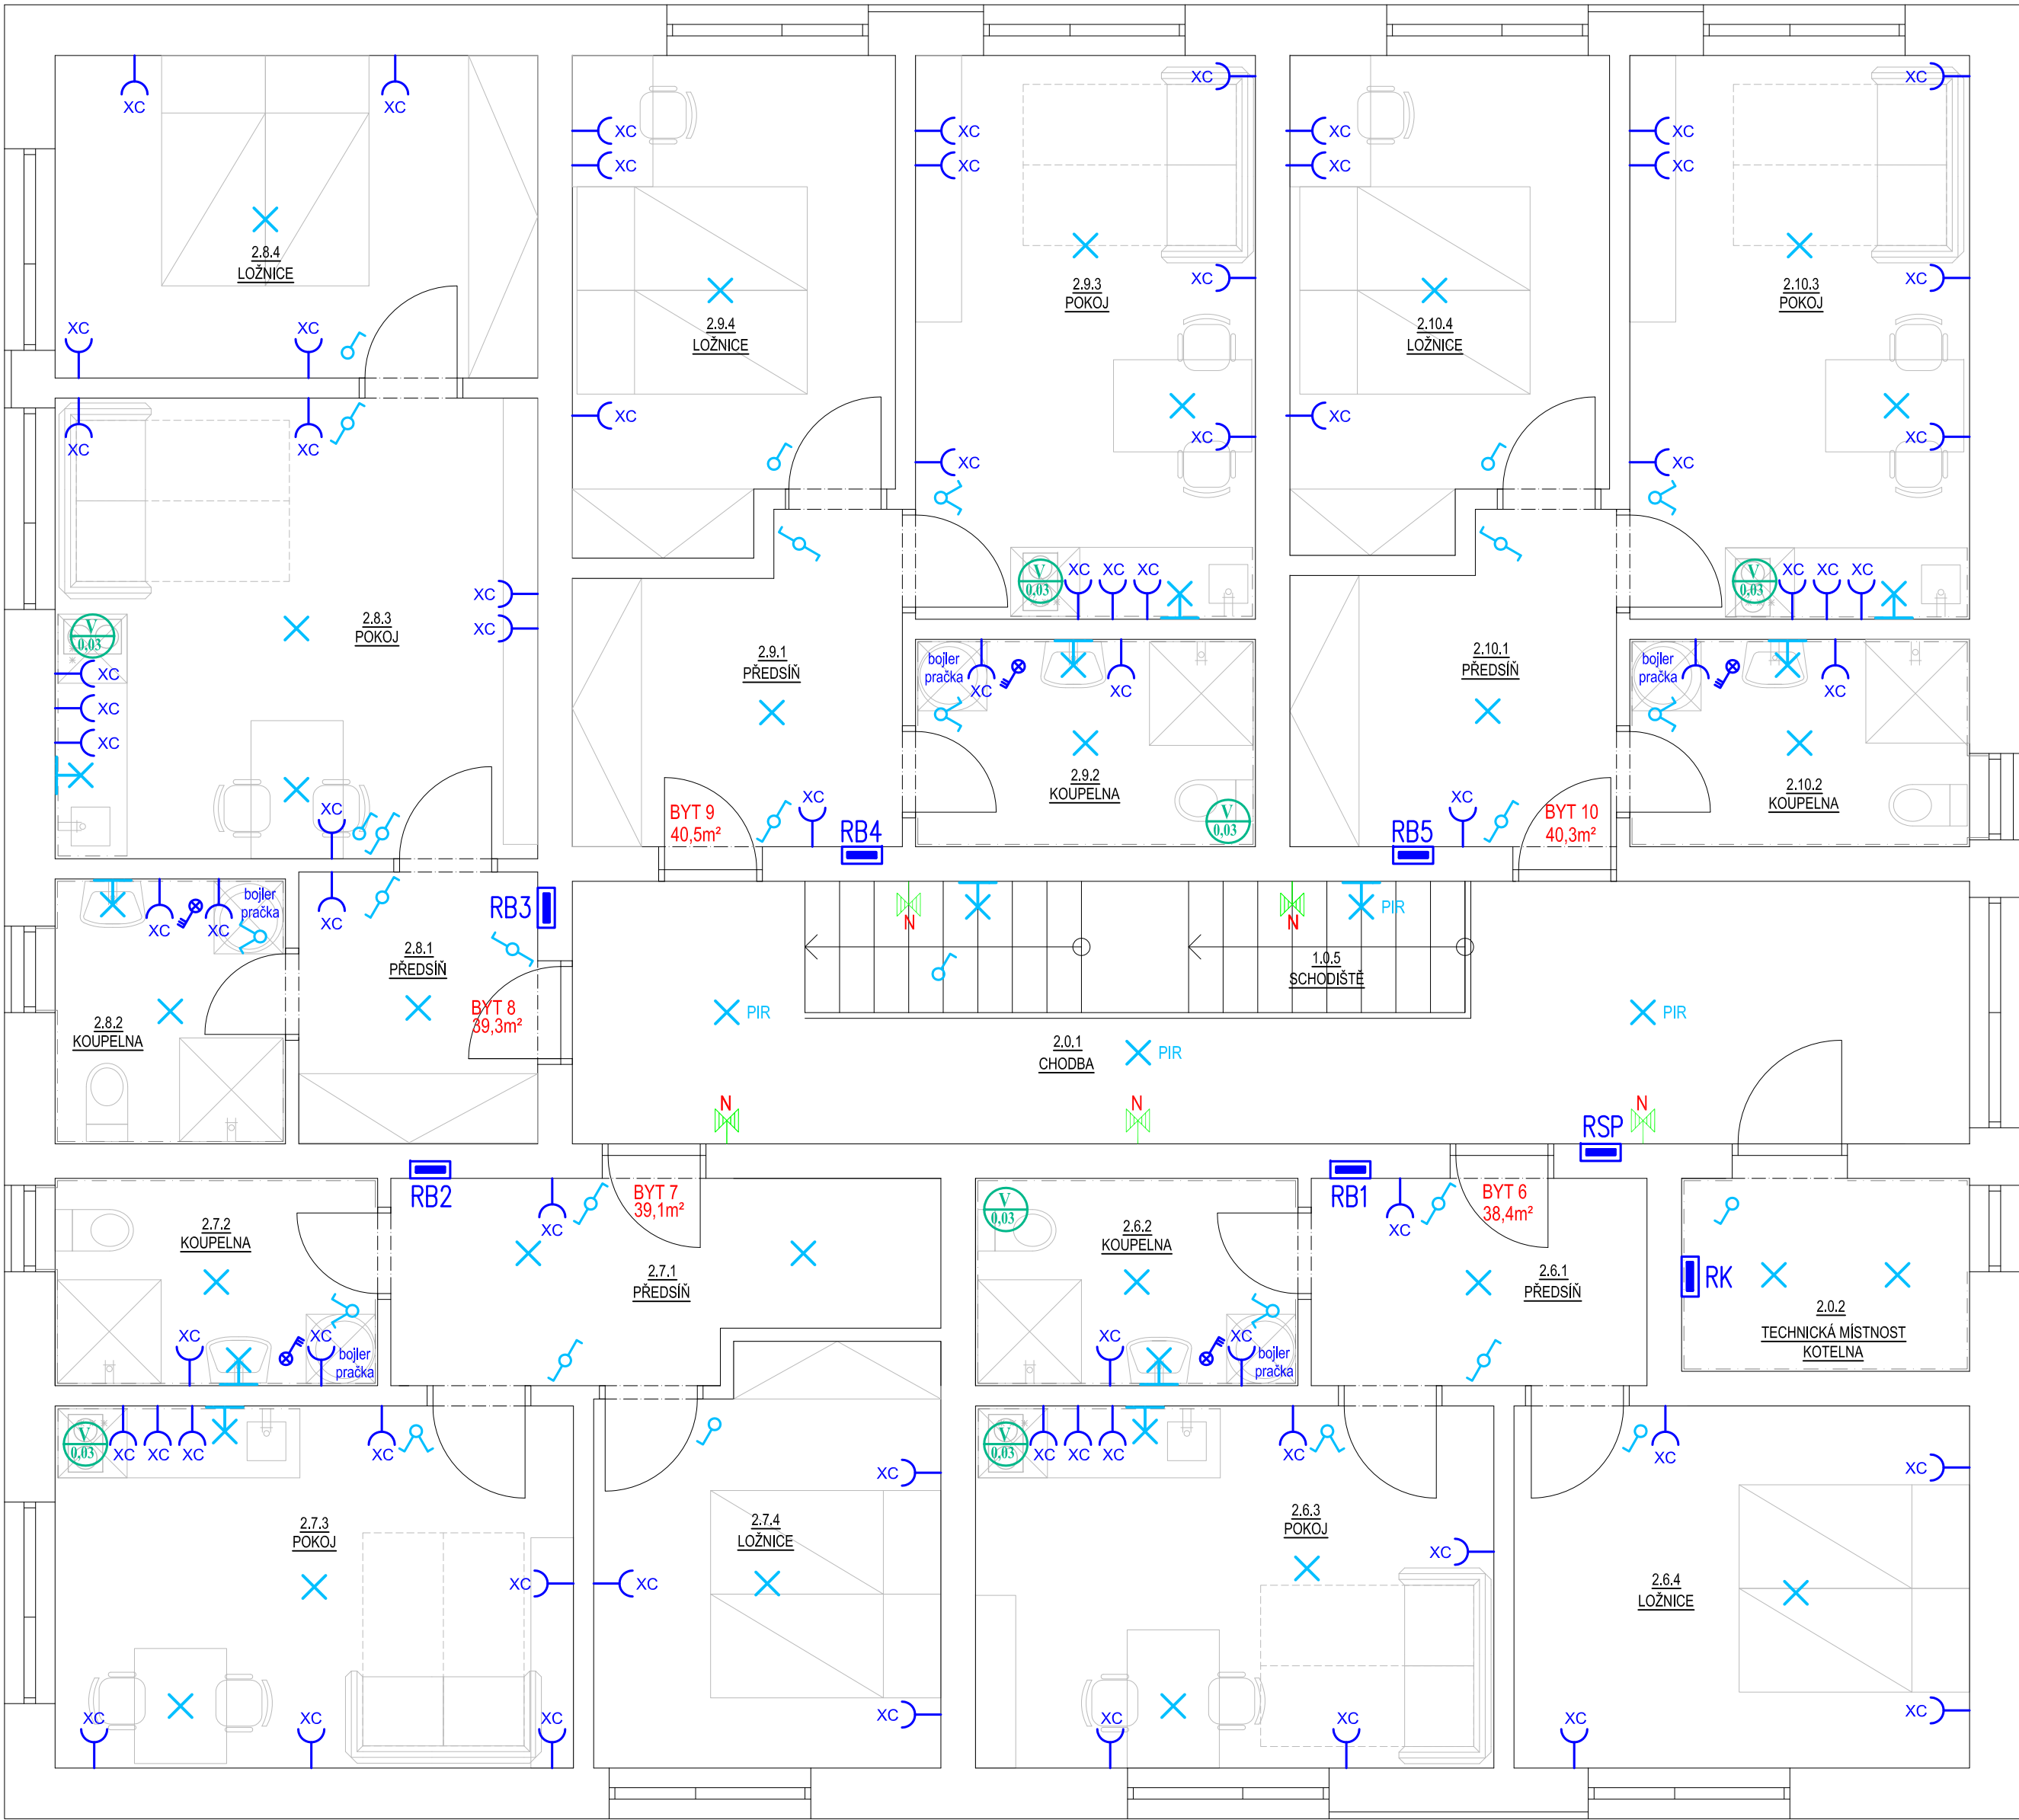 XC
XC
2.8.4
LOŽNICE
XC
XC
XC
XC
XC
XC
2.8.3
POKOJ
V
0,03
XC
XC
XC
XC
XC
XC
XC
2.9.4
LOŽNICE
XC
XC
XC
XC
XC
2.9.3
POKOJ
XC
XC
XC
V
0,03
XC
XC
XC
XC
XC
2.10.4
LOŽNICE
XC
XC
XC
XC
XC
2.10.3
POKOJ
XC
XC
V
0,03
XC
XC
XC
2.9.1
PŘEDSÍŇ
BYT 9
40,5m²
XC
RB4
bojler
pračka
XC
XC
2.9.2
KOUPELNA
V
0,03
2.10.1
PŘEDSÍŇ
RB5
XC
BYT 10
40,3m²
bojler
pračka
XC
XC
2.10.2
KOUPELNA
XC
XC
bojler
pračka
2.8.2
KOUPELNA
XC
2.8.1
PŘEDSÍŇ
RB3
BYT 8
39,3m²
N
N
PIR
1.0.5
SCHODIŠTĚ
PIR
PIR
PIR
2.0.1
CHODBA
N
N
N
RSP
RB2
XC
BYT 7
39,1m²
2.7.2
KOUPELNA
2.7.1
PŘEDSÍŇ
XC
XC
bojler
pračka
V
0,03
2.6.2
KOUPELNA
XC
XC
bojler
pračka
RB1
XC
BYT 6
38,4m²
2.6.1
PŘEDSÍŇ
RK
2.0.2
TECHNICKÁ MÍSTNOST
KOTELNA
V
0,03
XC
XC
XC
XC
2.7.3
POKOJ
XC
XC
XC
XC
XC
2.7.4
LOŽNICE
XC
XC
V
0,03
XC
XC
XC
XC
2.6.3
POKOJ
XC
XC
XC
XC
XC
2.6.4
LOŽNICE
XC
XC